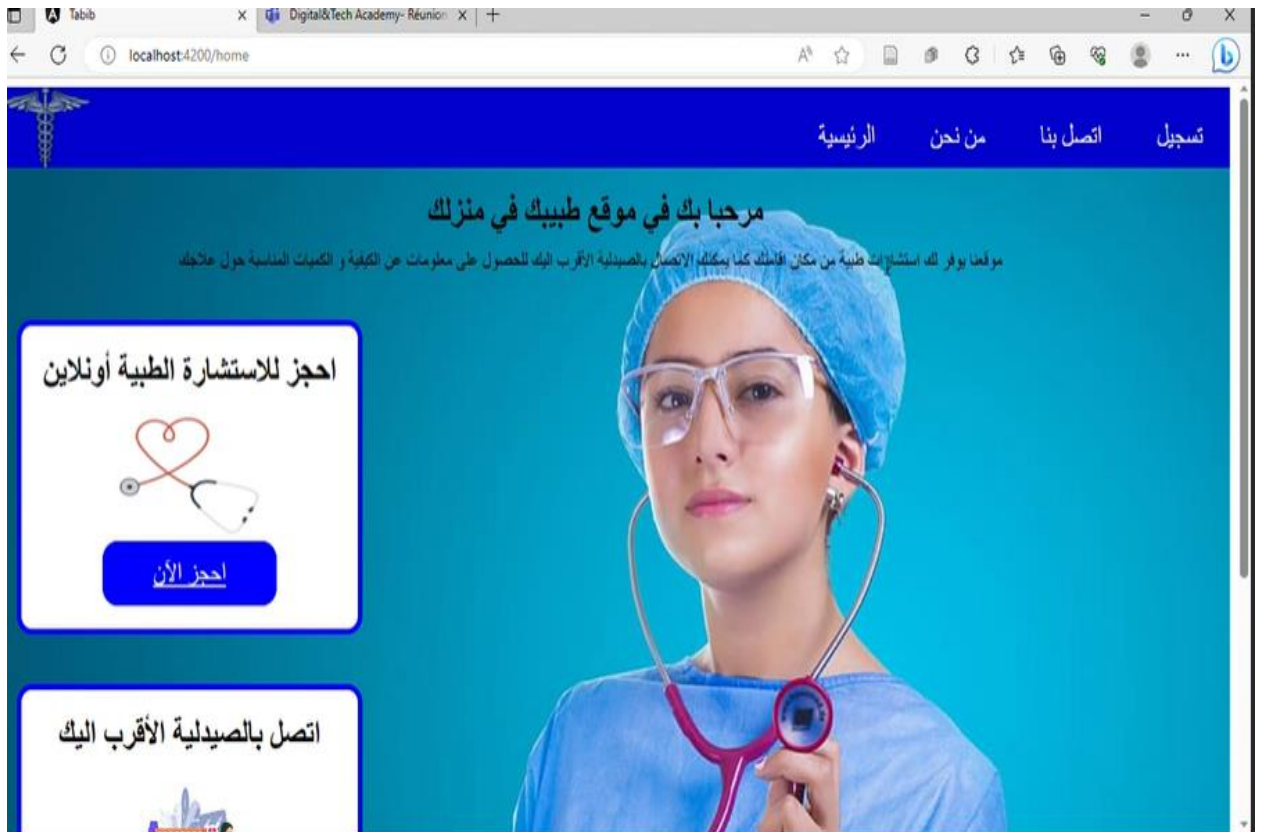 Tabib
Digital&Tech Academy- Réunion
localhost:4200/home
تسجيل
اتصل بنا
من نحن
الرئيسية
مرحبا بك في موقع طبيبك في منزلك
موقعنا يوفر لك استشارات طبية من مكان اقامتك كما يمكنك الاتصال بالصيدلية الأقرب اليك للحصول على معلومات عن الكيفية و الكميات المناسبة حول علاجك
احجز للاستشارة الطبية أونلاين
احجز الأن
اتصل بالصيدلية الأقرب اليك